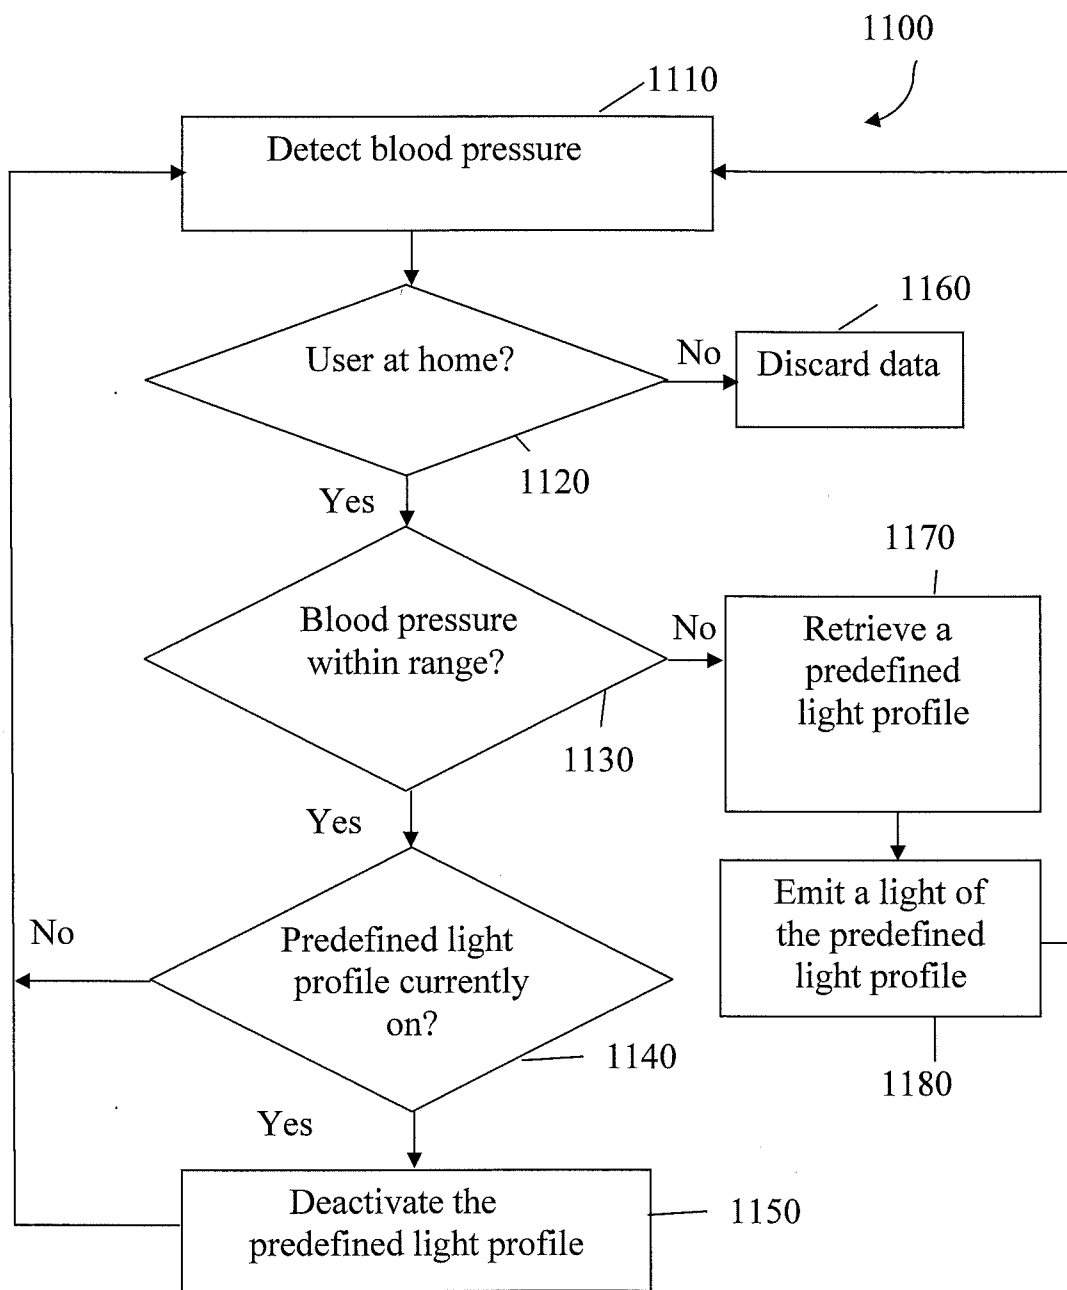 1100
1110
Detect blood pressure
1160
User at home?
No
Discard data
1120
Yes
1170
Blood pressure
within range?
No
Retrieve a
predefined
light profile
1130
Yes
No
Predefined light
profile currently
on?
Emit a light of
the predefined
light profile
1140
1180
Yes
Deactivate the
predefined light profile
1150